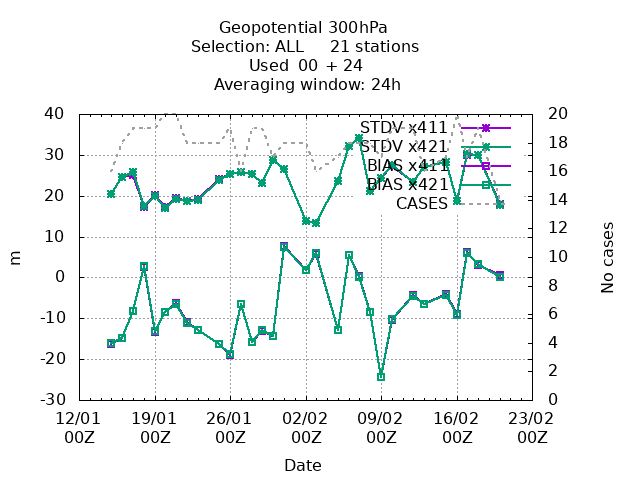 Geopotential 300hPa
Selection: ALL 21 stations
Used 00 + 24
Averaging window: 24h
40
30
20
10
0
-10
-20
-30
m
20
18
16
14
12
10
8
6
4
2
0
No cases
STDV x411
STDV x421
BIAS x411
BIAS x421
CASES
12/01 19/01 26/01 02/02 09/02 16/02 23/02
00Z 00Z 00Z 00Z 00Z 00Z 00Z
Date